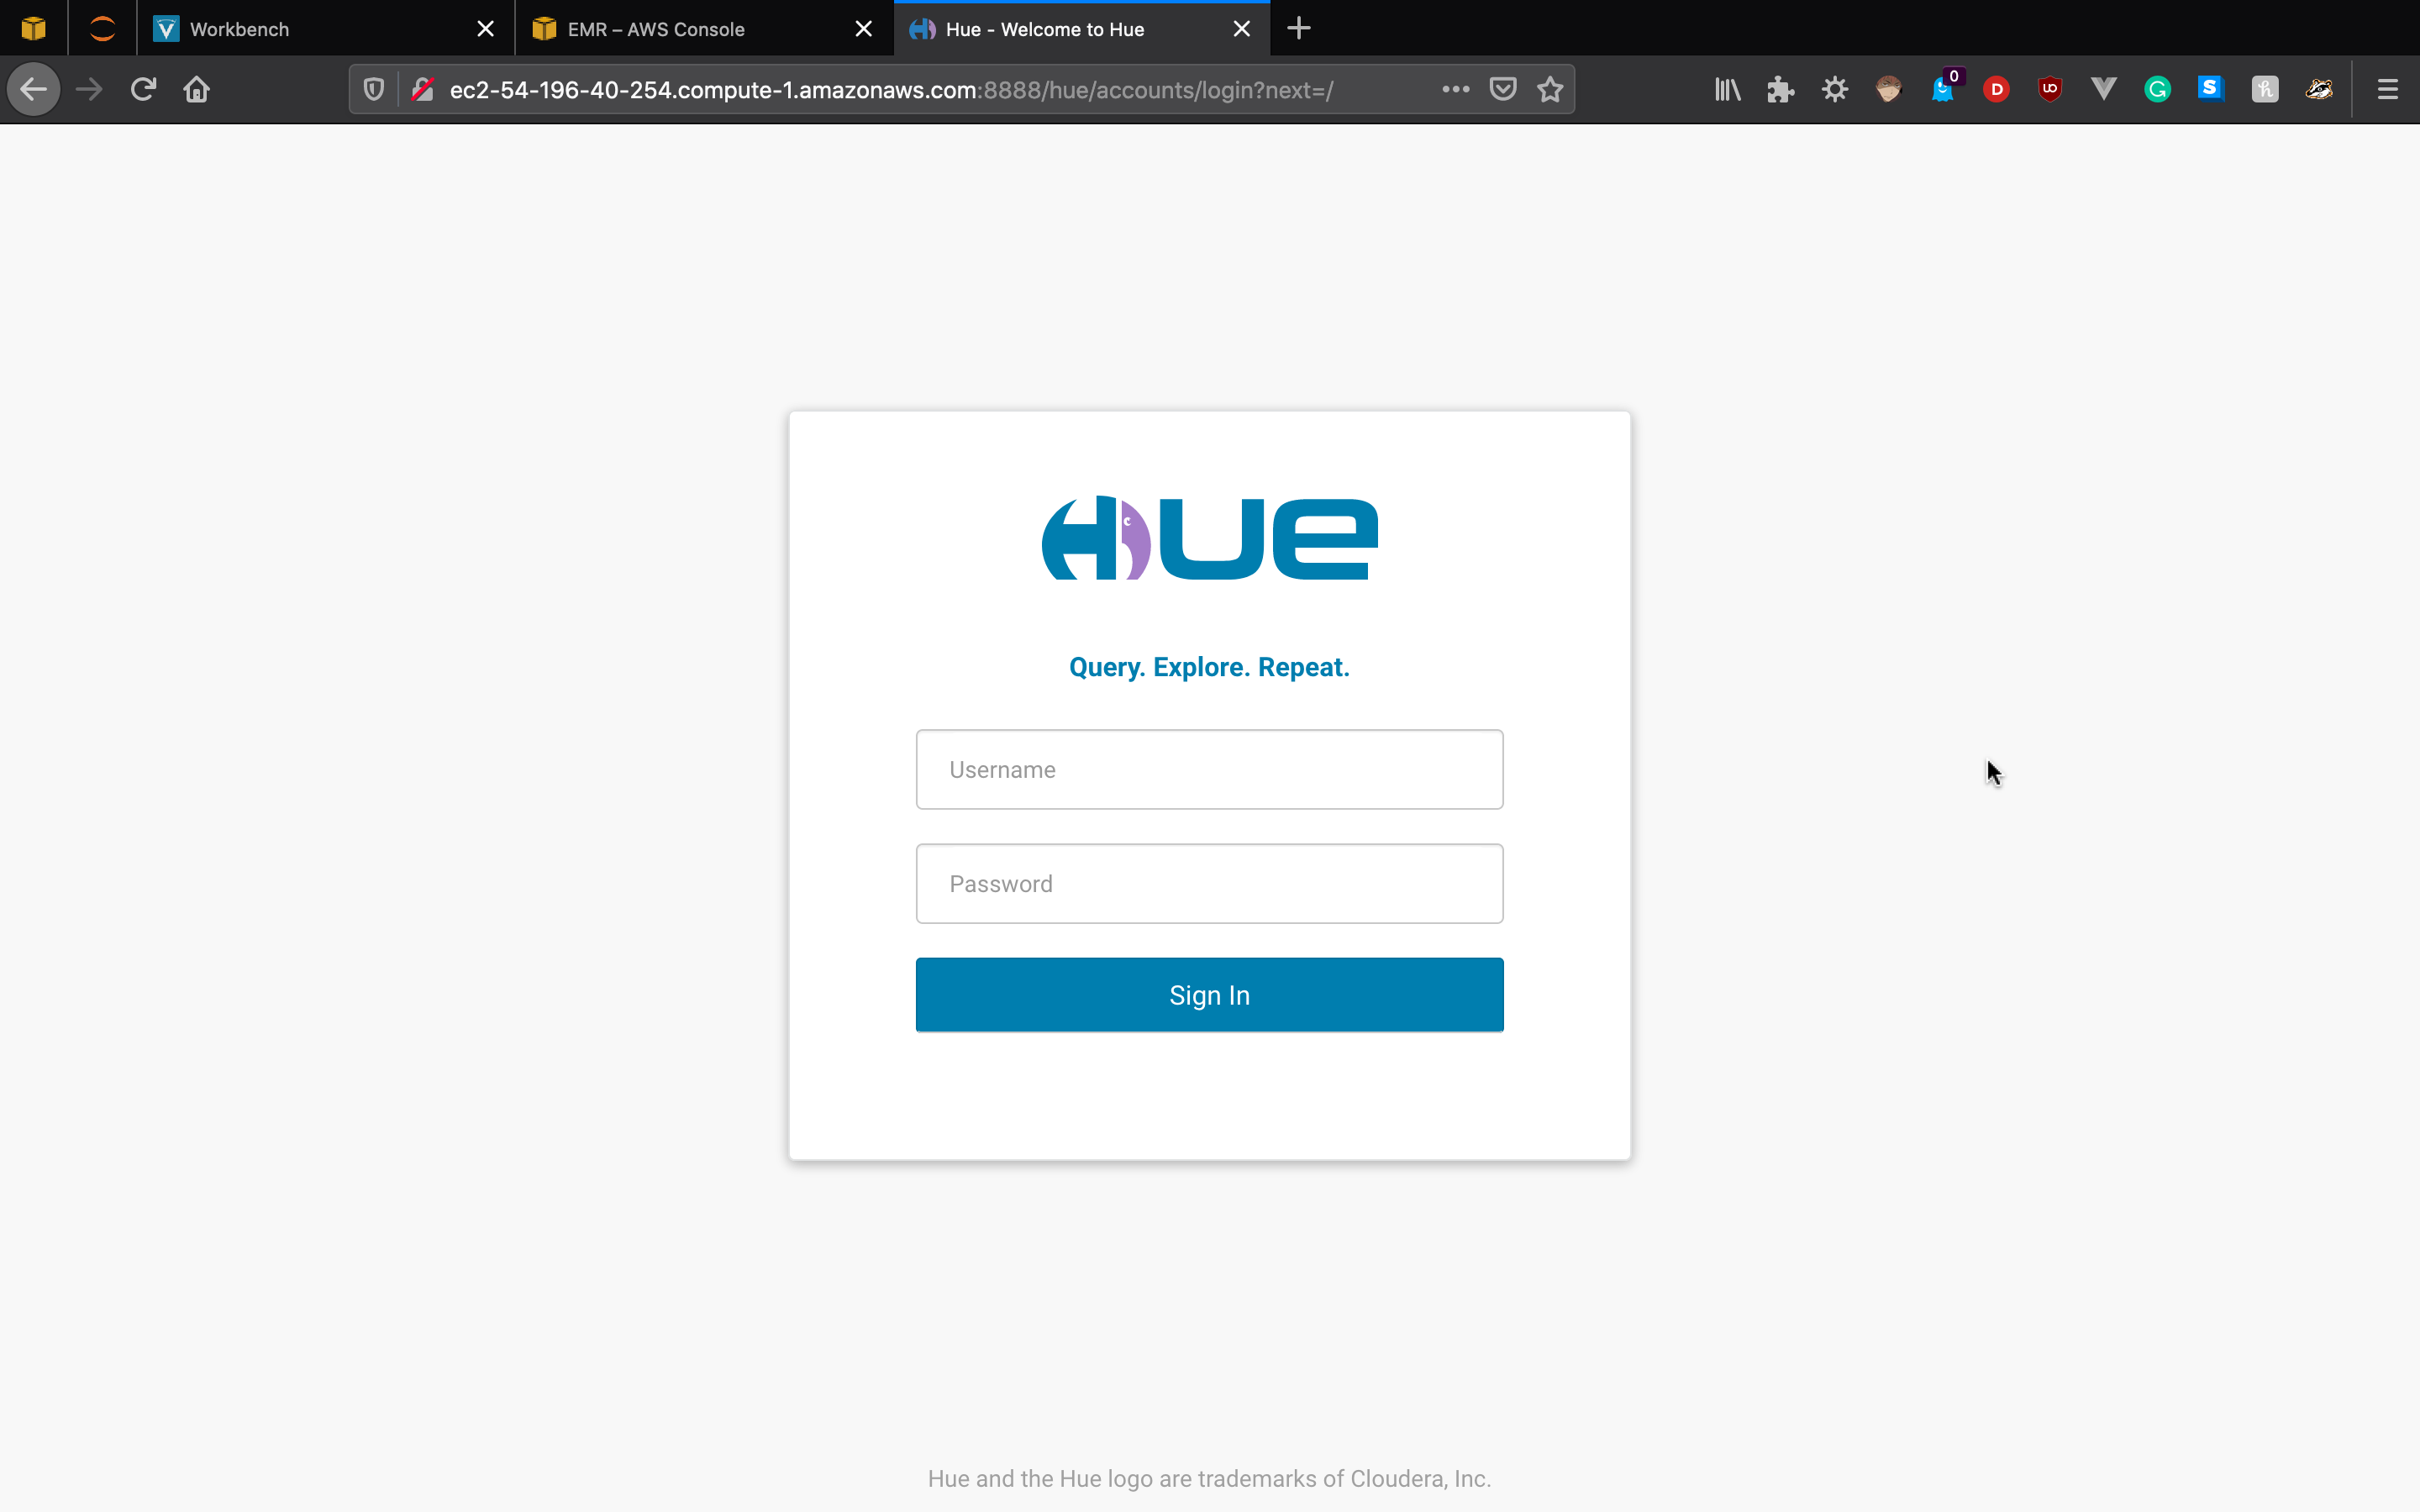 Workbench
EMR – AWS Console
Hue - Welcome to Hue
ec2-54-196-40-254.compute-1.amazonaws.com:8888/hue/accounts/login?next=/
0
HUE
Query. Explore. Repeat.
Username
Password
Sign In
Hue and the Hue logo are trademarks of Cloudera, Inc.